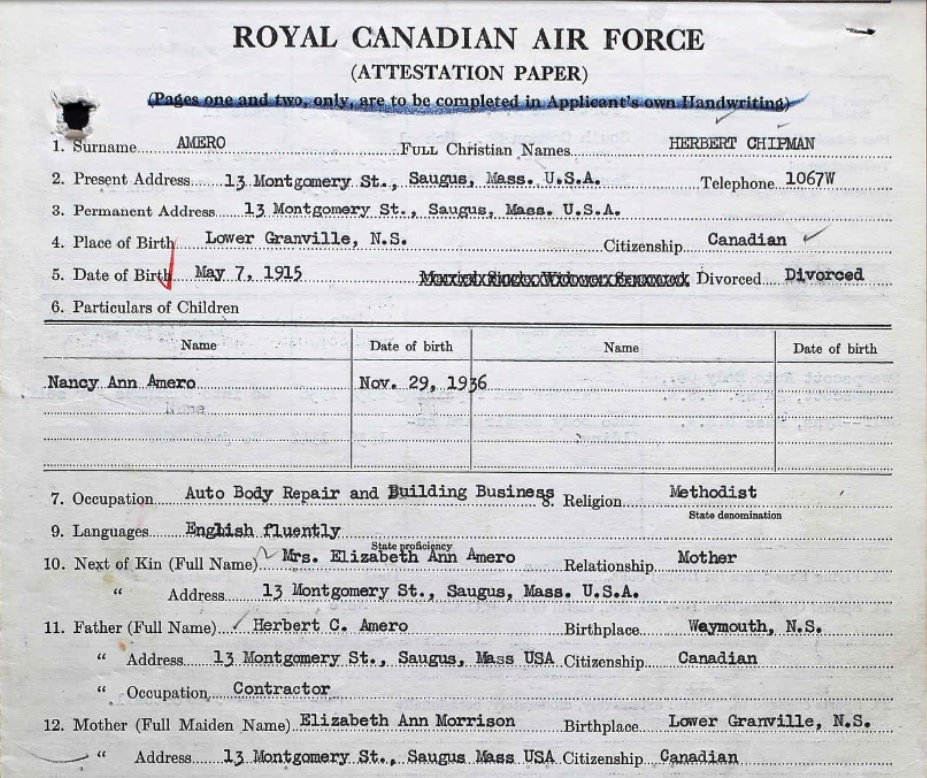 ROYAL CANADIAN AIR FORCE
(ATTESTATION PAPER)
(Pages one and two, only, are to be completed in Applicant's own Handwriting)
1. Surname AMERO FULL Christian Names HERBERT CHIPMAN
2. Present Address 13 Montgomery St., Saugus, Mass. U.S.A. Telephone 1067W
3. Permanent Address 13 Montgomery St., Saugus, Mass. U.S.A.
4. Place of Birth Lower Granville, N.S. Citizenship Canadian
5. Date of Birth May 7, 1915 Divorced Divorced
6. Particulars of Children
Name Date of birth Name Date of birth
Nancy Ann Amero Nov. 29, 1936
7. Occupation Auto Body Repair and Building Business 8. Religion Methodist
State denomination
9. Languages English fluently
State proficiency
10. Next of Kin (Full Name) Mrs. Elizabeth Ann Amero Relationship Mother
" Address 13 Montgomery St., Saugus, Mass. U.S.A.
11. Father (Full Name) Herbert C. Amero Birthplace Weymouth, N.S.
" Address 13 Montgomery St., Saugus, Mass USA Citizenship Canadian
" Occupation Contractor
12. Mother (Full Maiden Name) Elizabeth Ann Morrison Birthplace Lower Granville, N.S.
" Address 13 Montgomery St., Saugus Mass USA Citizenship Canadian